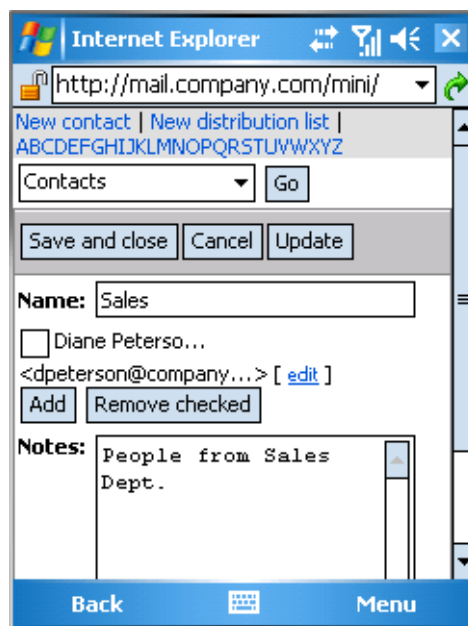 Internet Explorer
http://mail.company.com/mini/
New contact | New distribution list |
ABCDEFGHIJKLMNOPQRSTUVWXYZ
Contacts Go
Save and close Cancel Update
Name: Sales
Diane Peterso...
<dpeterson@company...> [ edit ]
Add Remove checked
Notes: People from Sales
Dept.
Back Menu